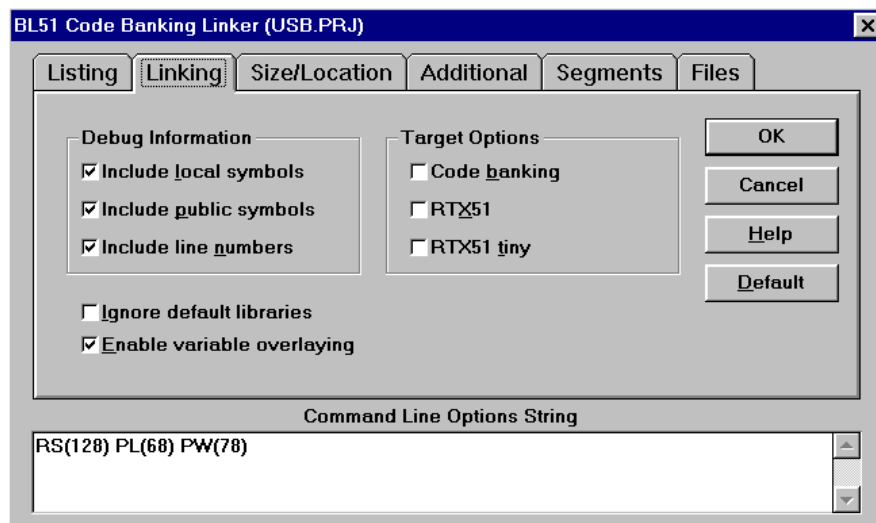 BL51 Code Banking Linker (USB.PRJ)
Listing Linking Size/Location Additional Segments Files
Debug Information
Include local symbols
Include public symbols
Include line numbers
Target Options
Code banking
RTX51
RTX51 tiny
OK
Cancel
Help
Default
Ignore default libraries
Enable variable overlaying
Command Line Options String
RS(128) PL(68) PW(78)